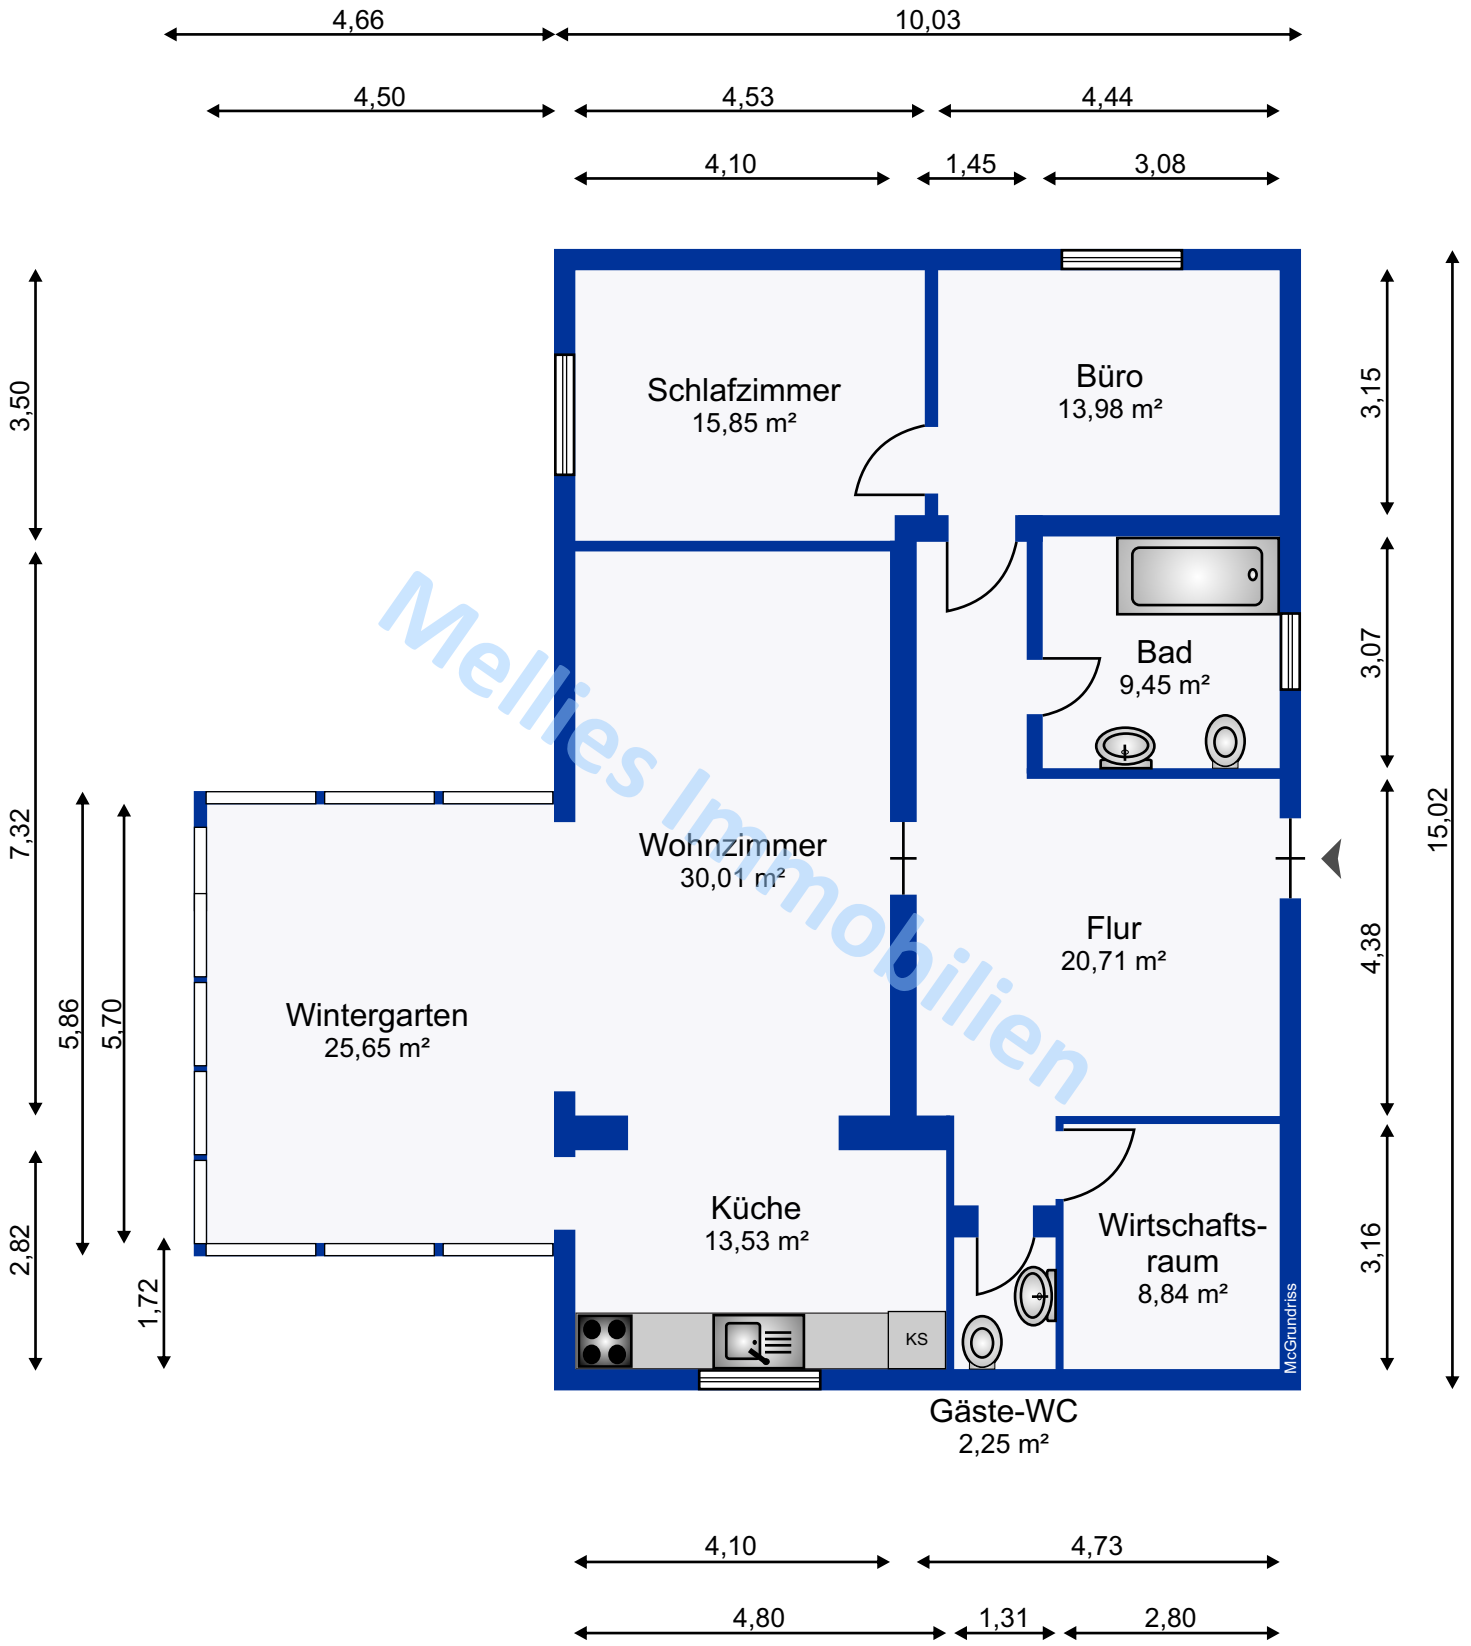 4,66
10,03
4,50
4,53
4,44
4,10
1,45
3,08
3,50
Schlafzimmer
15,85 m²
Büro
13,98 m²
3,15
Bad
9,45 m²
3,07
15,02
7,32
Wohnzimmer
30,01 m²
Mellies Immobilien
Flur
20,71 m²
4,38
5,86
5,70
Wintergarten
25,65 m²
2,82
1,72
Küche
13,53 m²
KS
Wirtschafts-
raum
8,84 m²
McGrundriss
3,16
Gäste-WC
2,25 m²
4,10
4,73
4,80
1,31
2,80